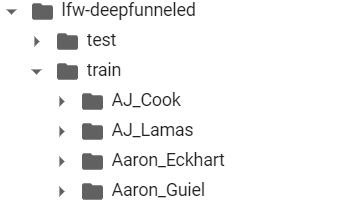 lfw-deepfunneled
test
train
AJ_Cook
AJ_Lamas
Aaron_Eckhart
Aaron_Guiel